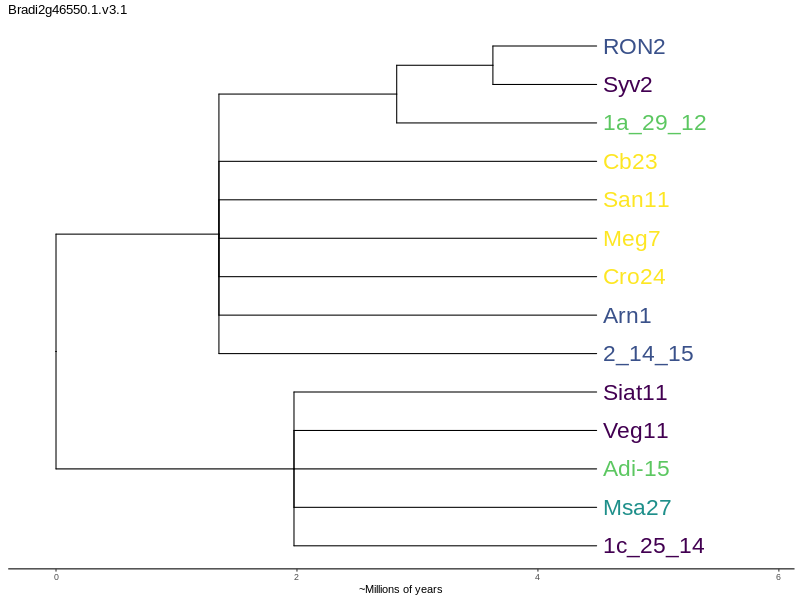 Bradi2g46550.1.v3.1
RON2
Syv2
1a_29_12
Cb23
San11
Meg7
Cro24
Arn1
2_14_15
Siat11
Veg11
Adi-15
Msa27
1c_25_14
0 2 4 6
~Millions of years